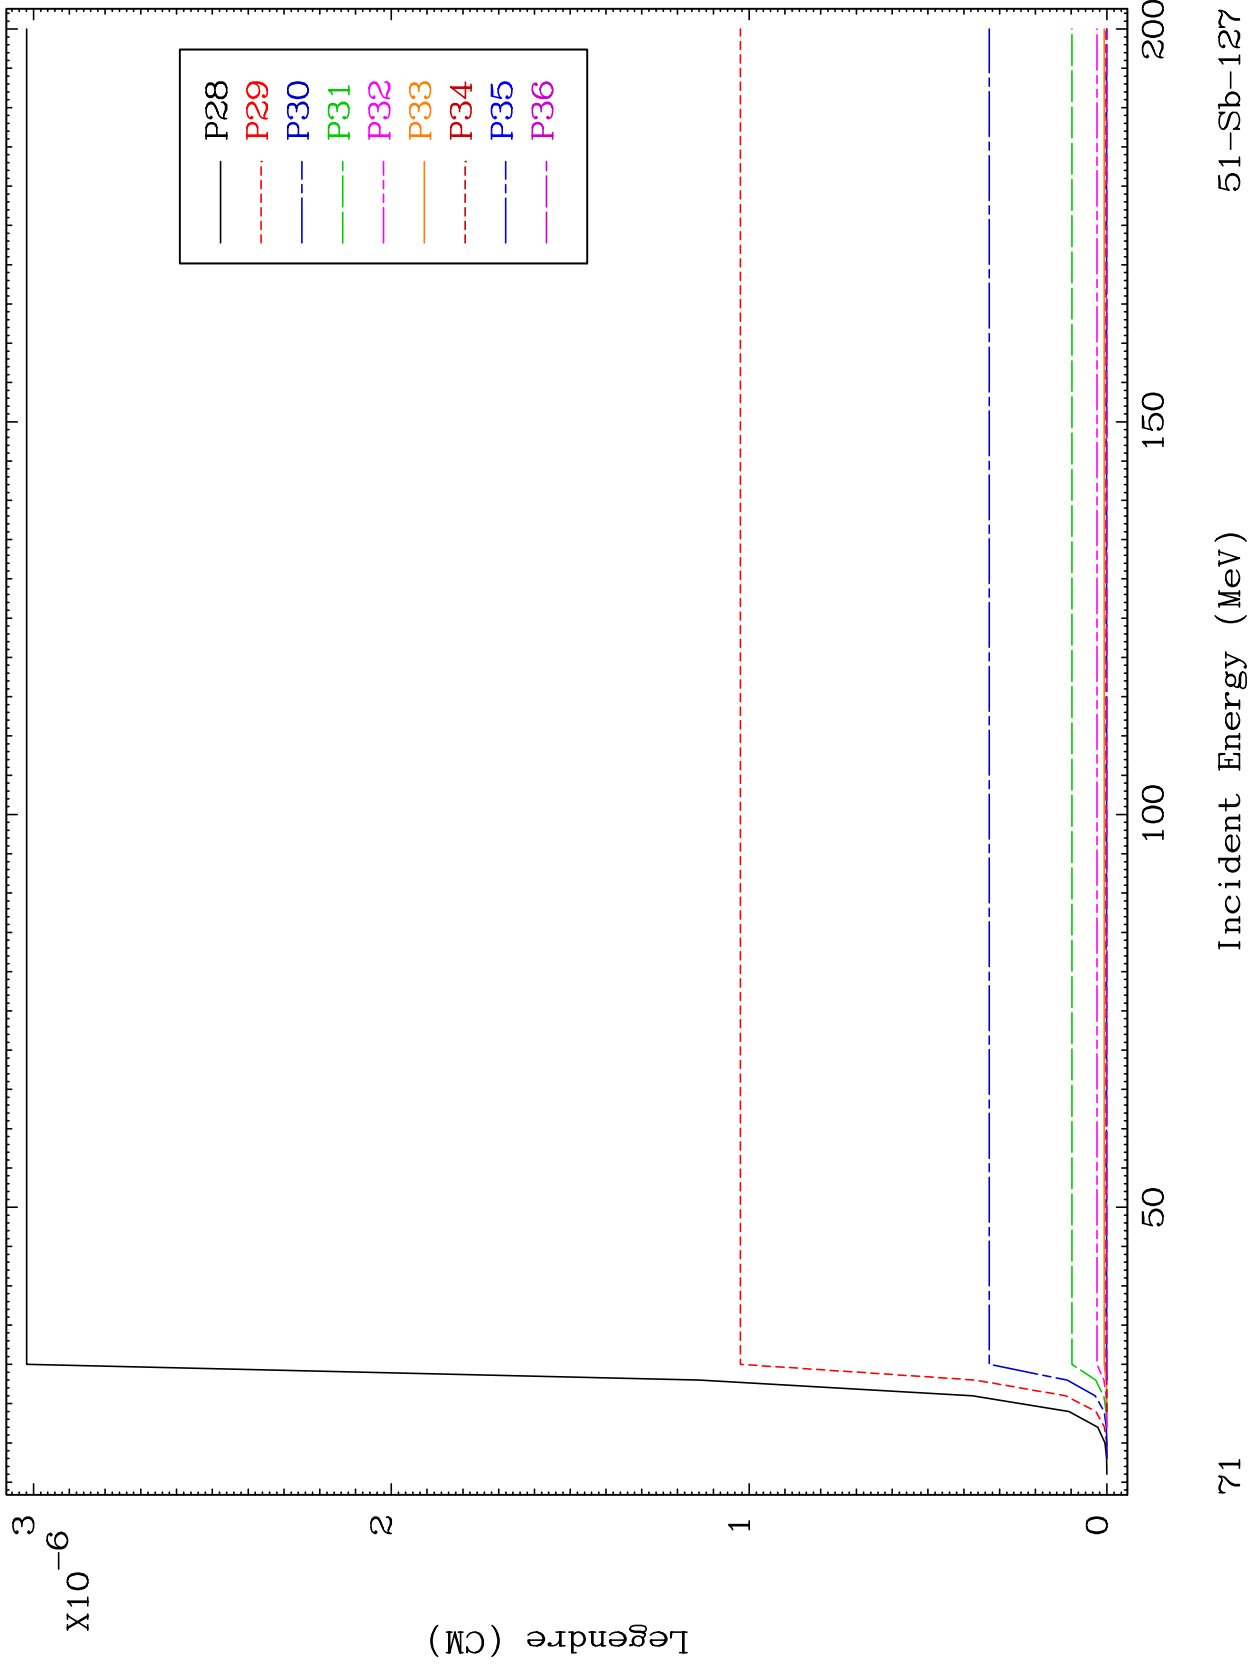 X10
-6
3
2
1
0
Legendre (CM)
P28
P29
P30
P31
P32
P33
P34
P35
P36
50
100
150
200
71
Incident Energy (MeV)
51-Sb-127